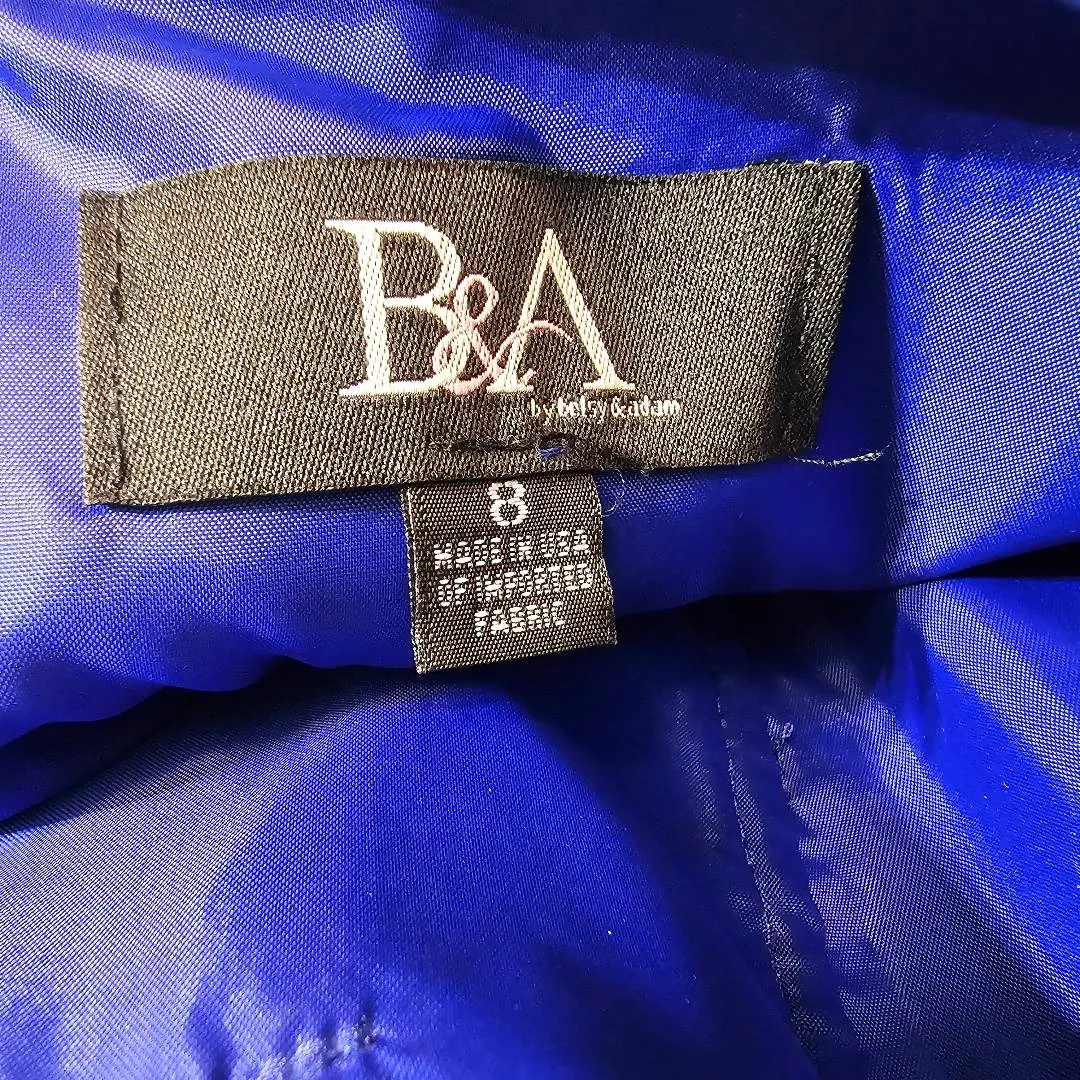 B&A
by betsy & adam
8
MADE IN USA
OF IMPORTED
FABRIC